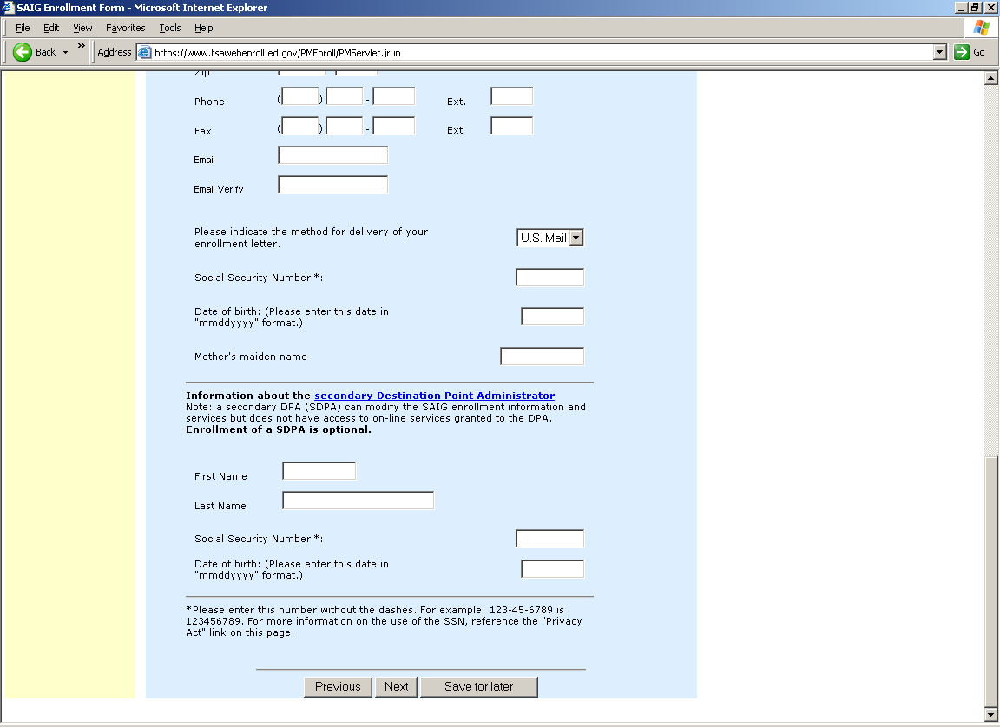 SAIG Enrollment Form - Microsoft Internet Explorer
File Edit View Favorites Tools Help
Back » Address https://www.fsawebenroll.ed.gov/PMEnroll/PMServlet.jrun Go
Zip
Phone ( ) - Ext.
Fax ( ) - Ext.
Email
Email Verify
Please indicate the method for delivery of your
enrollment letter.
U.S. Mail
Social Security Number *:
Date of birth: (Please enter this date in
"mmddyyyy" format.)
Mother's maiden name :
Information about the secondary Destination Point Administrator
Note: a secondary DPA (SDPA) can modify the SAIG enrollment information and
services but does not have access to on-line services granted to the DPA.
Enrollment of a SDPA is optional.
First Name
Last Name
Social Security Number *:
Date of birth: (Please enter this date in
"mmddyyyy" format.)
*Please enter this number without the dashes. For example: 123-45-6789 is
123456789. For more information on the use of the SSN, reference the "Privacy
Act" link on this page.
Previous Next Save for later